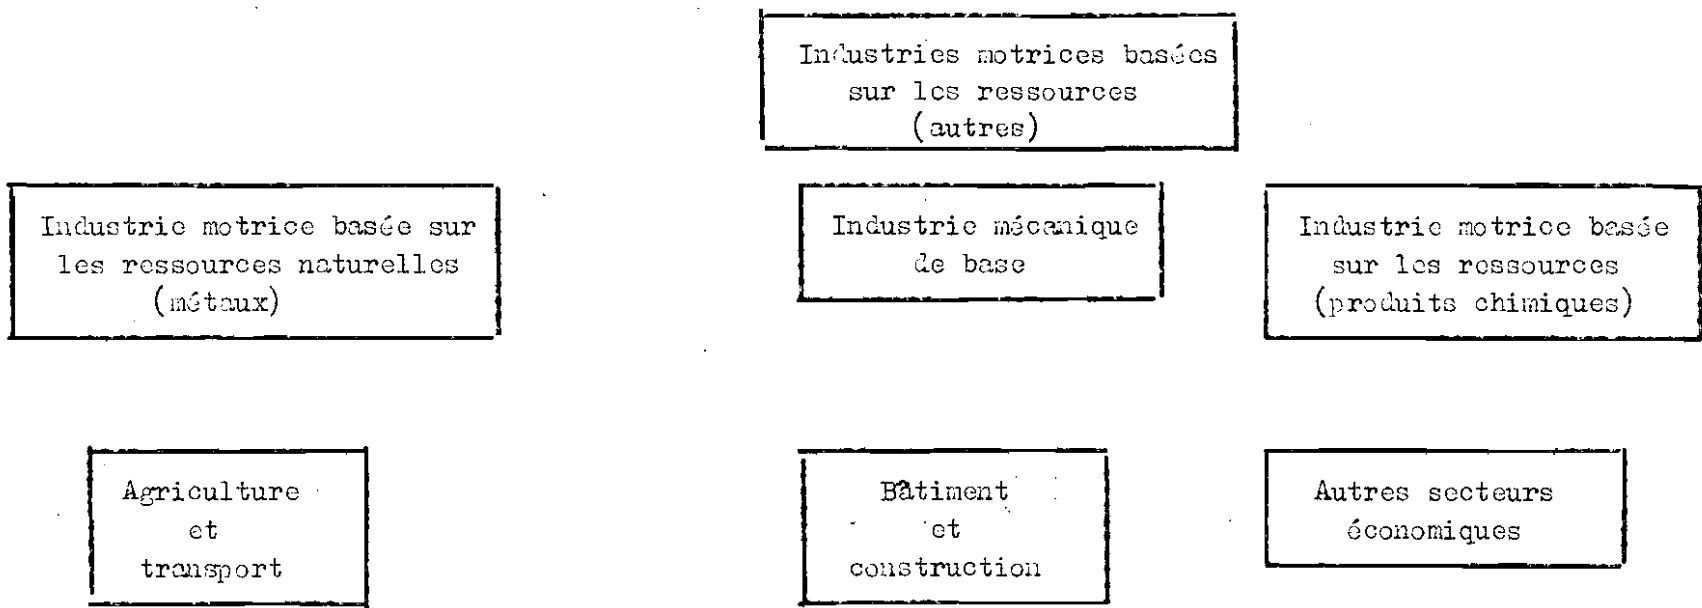 Industries motrices basées
sur les ressources
(autres)
Industrie motrice basée sur
les ressources naturelles
(métaux)
Industrie mécanique
de base
Industrie motrice basée
sur les ressources
(produits chimiques)
Agriculture
et
transport
Bâtiment
et
construction
Autres secteurs
économiques